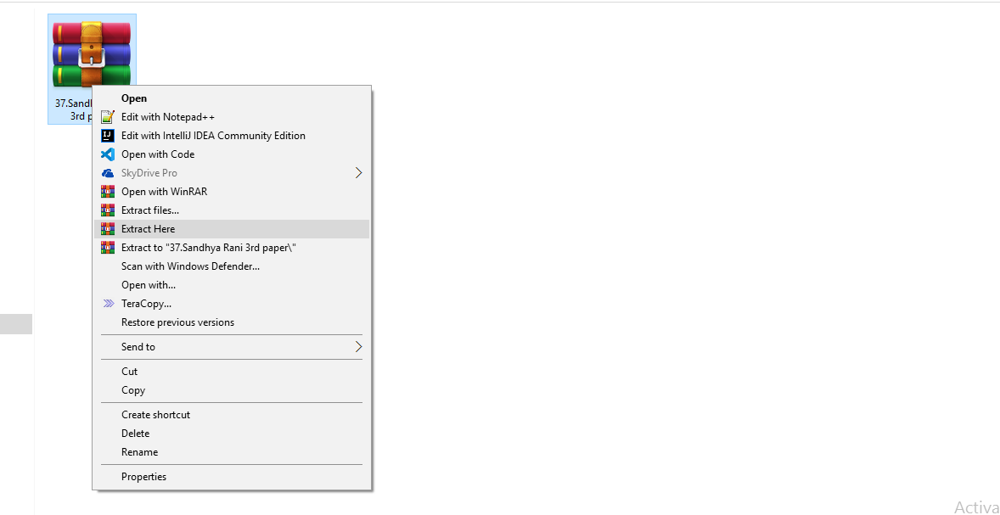 37.Sand
3rd p
Open
Edit with Notepad++
Edit with IntelliJ IDEA Community Edition
Open with Code
SkyDrive Pro
Open with WinRAR
Extract files...
Extract Here
Extract to "37.Sandhya Rani 3rd paper\"
Scan with Windows Defender...
Open with...
TeraCopy...
Restore previous versions
Send to
Cut
Copy
Create shortcut
Delete
Rename
Properties
Activa